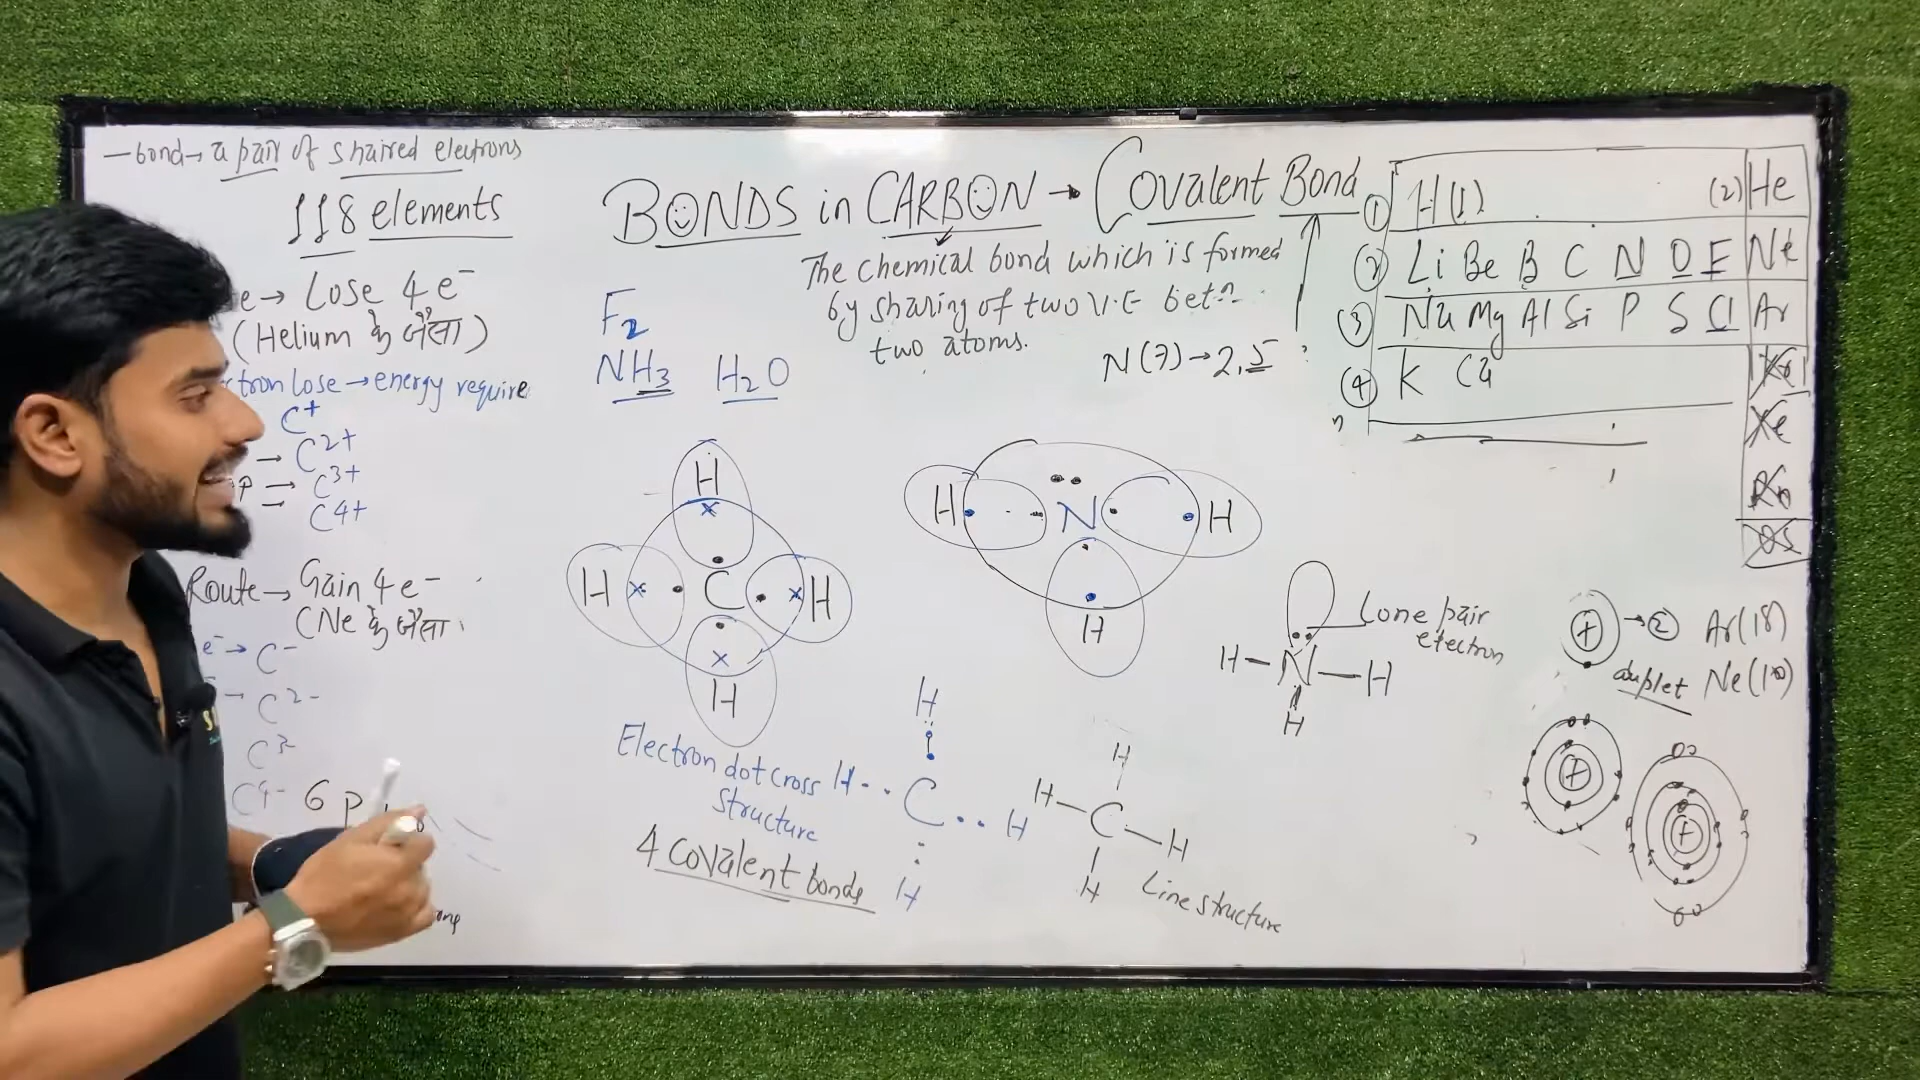 —bond→ a pair of shaired electrons
118 elements
BONDS in CARBON → Covalent Bond
The chemical bond which is formed
by sharing of two V.E betn
two atoms.
e → Lose 4e⁻
(Helium के जैसा)
ctron lose → energy require
C⁺
→ C²⁺
P → C³⁺
C⁴⁺
Route → Gain 4e⁻
(Ne के जैसा
e⁻ → C⁻
C²⁻
C³⁻
C⁴⁻
6 P
F₂
NH₃ H₂O
N(7)→2,5
① H(1) (2) He
② Li Be B C N O F Ne
(3) Na Mg Al Si P S Cl Ar
④ K Ca Kr
Xe
Rn
Os
H
H C H
H
Electron dot cross
structure
4 covalent bonds
H N H
H
H
H C H
H
H
H—C—H
H
Line structure
Lone pair
electron
H—N—H
H
+ → ② Ar(18)
duplet Ne(10)
+
+